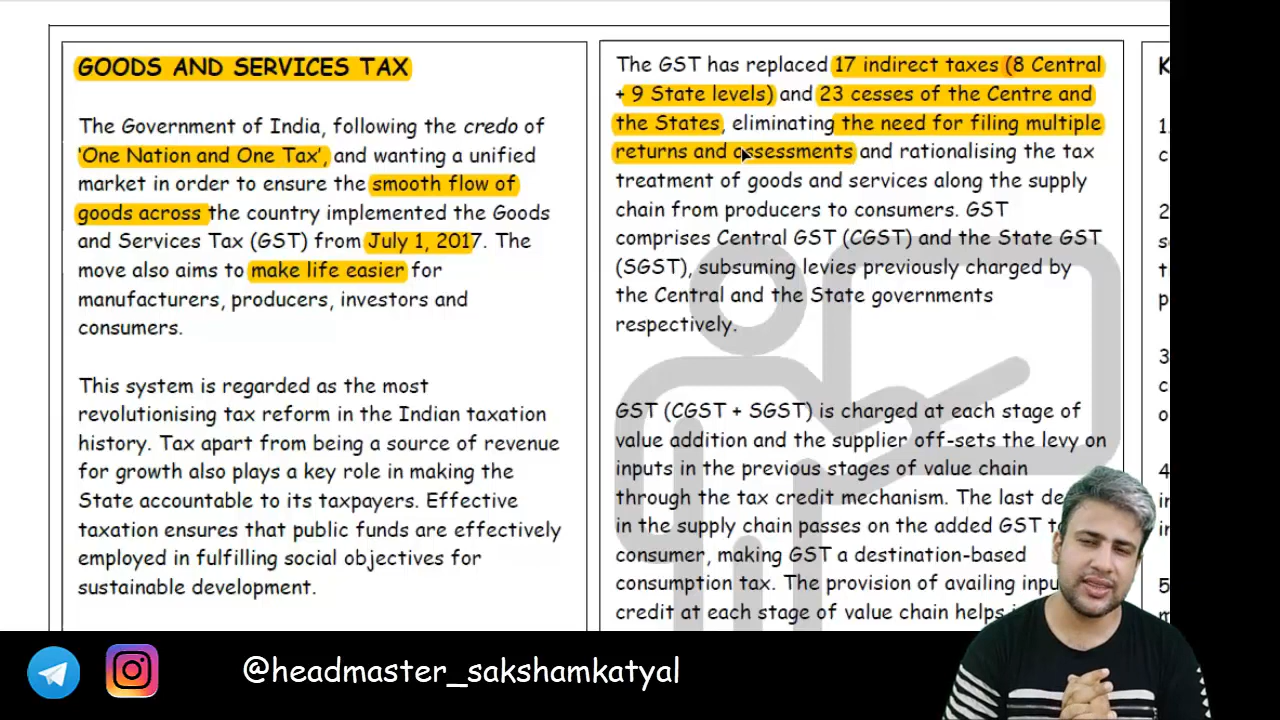 GOODS AND SERVICES TAX
The Government of India, following the credo of
'One Nation and One Tax', and wanting a unified
market in order to ensure the smooth flow of
goods across the country implemented the Goods
and Services Tax (GST) from July 1, 2017. The
move also aims to make life easier for
manufacturers, producers, investors and
consumers.
This system is regarded as the most
revolutionising tax reform in the Indian taxation
history. Tax apart from being a source of revenue
for growth also plays a key role in making the
State accountable to its taxpayers. Effective
taxation ensures that public funds are effectively
employed in fulfilling social objectives for
sustainable development.
The GST has replaced 17 indirect taxes (8 Central
+ 9 State levels) and 23 cesses of the Centre and
the States, eliminating the need for filing multiple
returns and assessments and rationalising the tax
treatment of goods and services along the supply
chain from producers to consumers. GST
comprises Central GST (CGST) and the State GST
(SGST), subsuming levies previously charged by
the Central and the State governments
respectively.
GST (CGST + SGST) is charged at each stage of
value addition and the supplier off-sets the levy on
inputs in the previous stages of value chain
through the tax credit mechanism. The last
in the supply chain passes on the added GST
consumer, making GST a destination-based
consumption tax. The provision of availing
credit at each stage of value chain helps
K
1.
c
2
s
t
p
3
c
o
4
i
i
5
m
@headmaster_sakshamkatyal